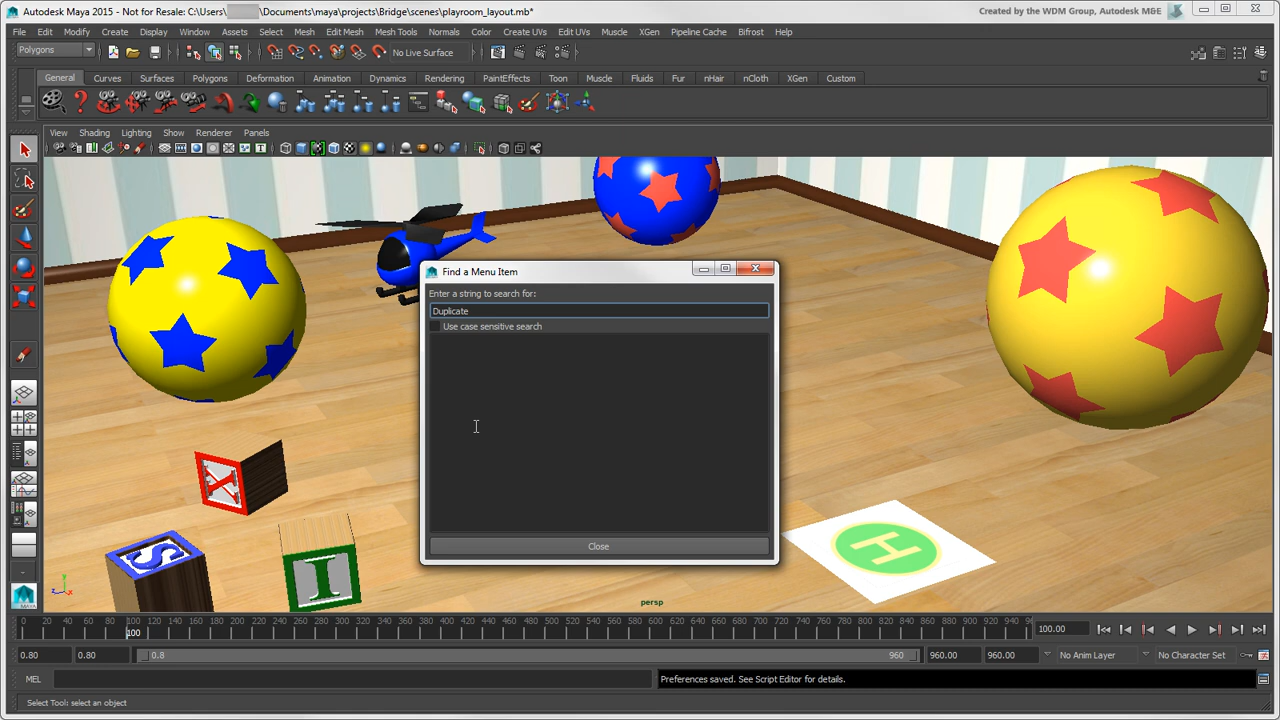 Autodesk Maya 2015 - Not for Resale: C:\Users\ \Documents\maya\projects\Bridge\scenes\playroom_layout.mb*
Created by the WDM Group, Autodesk M&E
File Edit Modify Create Display Window Assets Select Mesh Edit Mesh Mesh Tools Normals Color Create UVs Edit UVs Muscle XGen Pipeline Cache Bifrost Help
Polygons No Live Surface
General Curves Surfaces Polygons Deformation Animation Dynamics Rendering PaintEffects Toon Muscle Fluids Fur nHair nCloth XGen Custom
View Shading Lighting Show Renderer Panels
Find a Menu Item
Enter a string to search for:
Duplicate
Use case sensitive search
X
H
S
I
Close
y
z x
MAYA
persp
0 20 40 60 80 100 120 140 160 180 200 220 240 260 280 300 320 340 360 380 400 420 440 460 480 500 520 540 560 580 600 620 640 660 680 700 720 740 760 780 800 820 840 860 880 900 920 940 96
100
100.00
0.80 0.80 0.8 960 960.00 960.00 No Anim Layer No Character Set
MEL Preferences saved. See Script Editor for details.
Select Tool: select an object